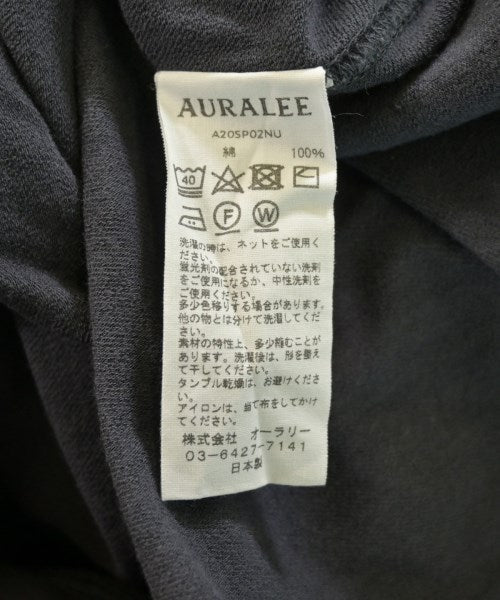 AURALEE
A20SP02NU
綿 100%
40
F W
洗濯の時は、ネットをご使用く
ださい。
蛍光剤の配合されていない洗剤
をご使用になるか、中性洗剤を
ご使用ください。
多少色移りする場合があります。
他の物とは分けて洗濯してくだ
さい。
素材の特性上、多少縮むことが
あります。洗濯後は、形を整え
て干してください。
タンブル乾燥は、お避けくださ
い。
アイロンは、当て布をしてかけ
てください。
株式会社 オーラリー
03-6427-7141
日本製